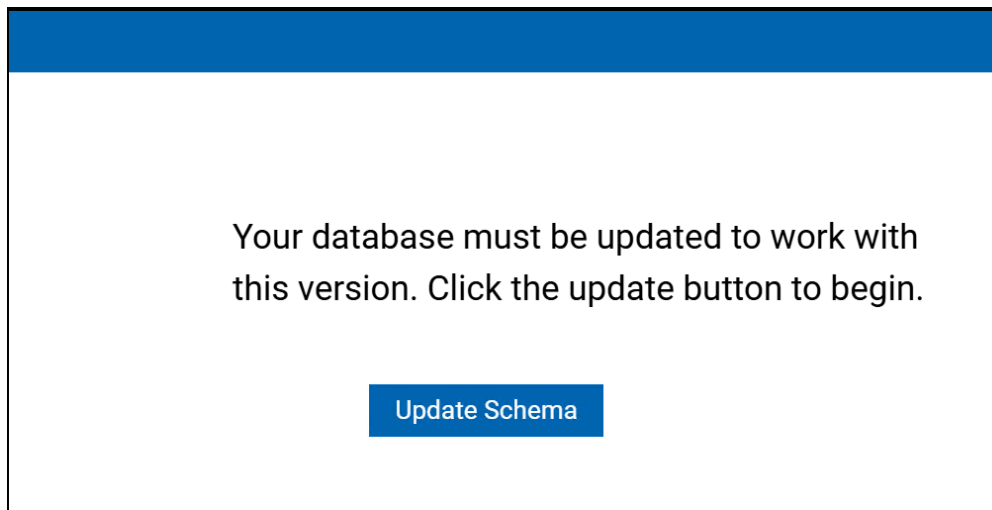 Your database must be updated to work with
this version. Click the update button to begin.
Update Schema